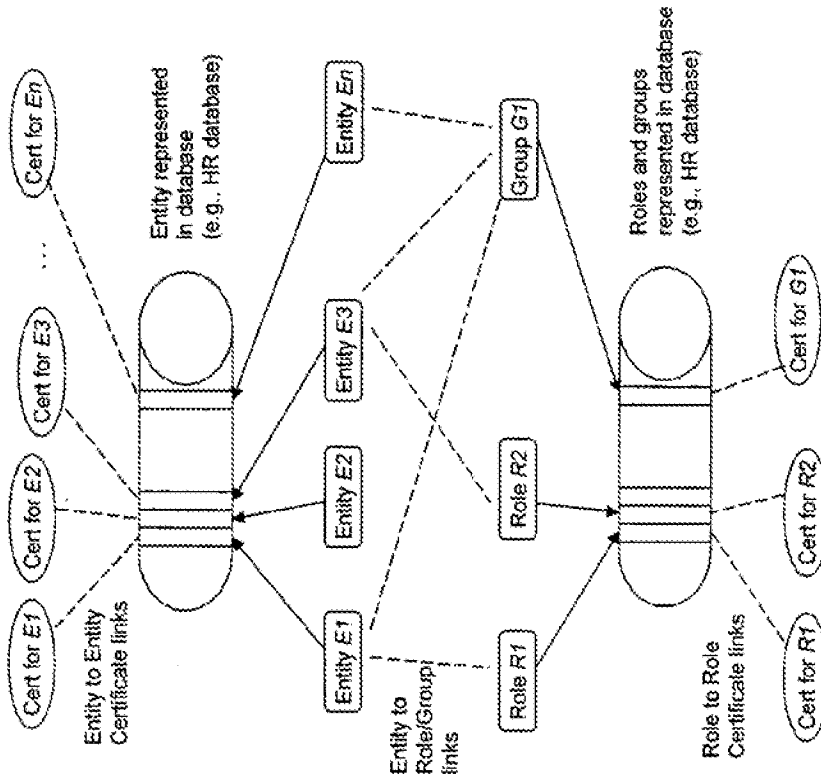 Cert for E1
Cert for E2
Cert for E3
...
Cert for En
Entity to Entity
Certificate links
Entity represented
in database
(e.g., HR database)
Entity E1
Entity E2
Entity E3
Entity En
Entity to
Role/Group
links
Role R1
Role R2
Group G1
Role to Role
Certificate links
Roles and groups
represented in database
(e.g., HR database)
Cert for R1
Cert for R2
Cert for G1